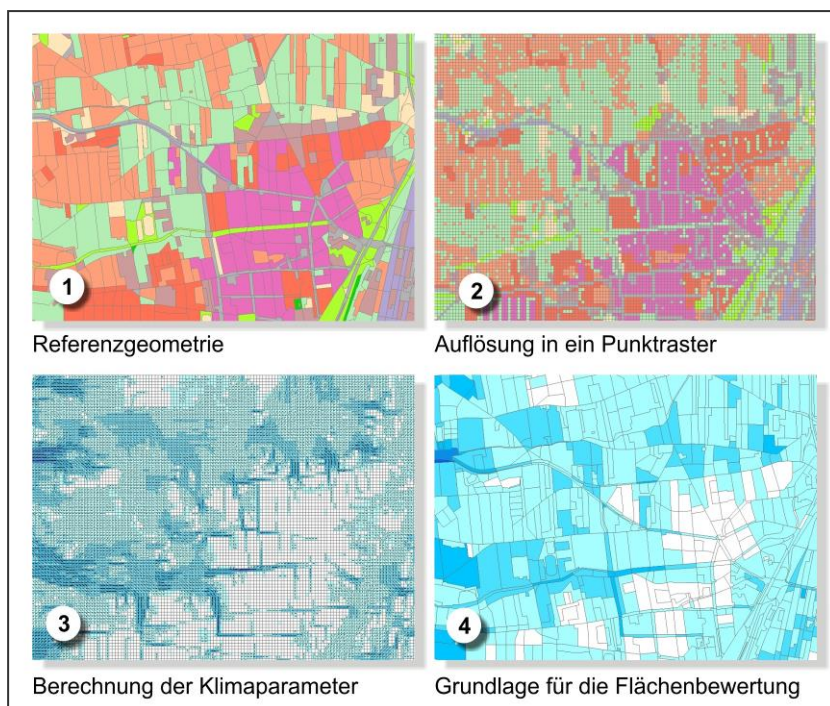 1
2
Referenzgeometrie
Auflösung in ein Punktraster
3
4
Berechnung der Klimaparameter
Grundlage für die Flächenbewertung